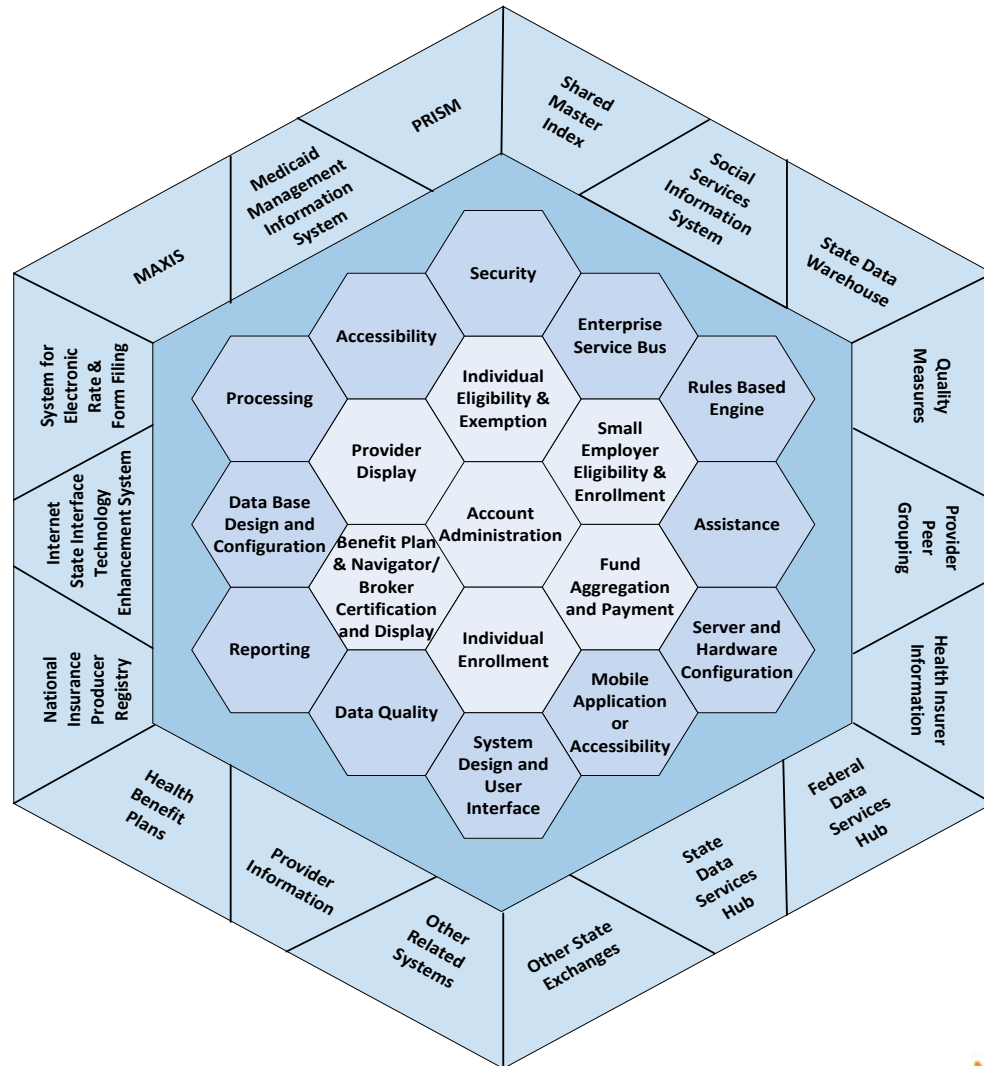 PRISM
Shared
Master
Index
Medicaid
Management
Information
System
Social
Services
Information
System
MAXIS
State Data
Warehouse
System for
Electronic
Rate &
Form Filing
Quality
Measures
Internet
State Interface
Technology
Enhancement System
Provider
Peer
Grouping
National
Insurance
Producer
Registry
Health Insurer
Information
Security
Accessibility
Enterprise
Service Bus
Processing
Individual
Eligibility &
Exemption
Rules Based
Engine
Provider
Display
Small
Employer
Eligibility &
Enrollment
Data Base
Design and
Configuration
Account
Administration
Assistance
Benefit Plan
& Navigator/
Broker
Certification
and Display
Fund
Aggregation
and Payment
Reporting
Individual
Enrollment
Server and
Hardware
Configuration
Data Quality
Mobile
Application
or
Accessibility
System
Design and
User
Interface
Health
Benefit
Plans
Provider
Information
Other
Related
Systems
Other State
Exchanges
State
Data
Services
Hub
Federal
Data
Services
Hub